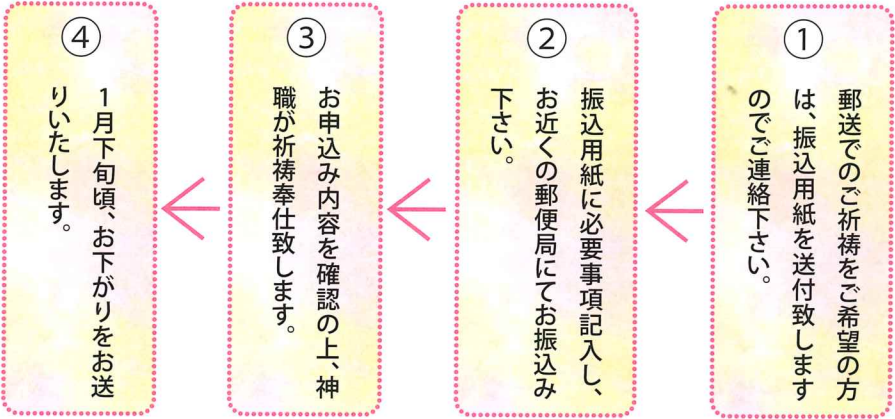 ①
郵送でのご祈祷をご希望の方
は、振込用紙を送付致します
のでご連絡下さい。
②
振込用紙に必要事項記入し、
お近くの郵便局にてお振込み
下さい。
③
お申込み内容を確認の上、神
職が祈祷奉仕致します。
④
1月下旬頃、お下がりをお送
りいたします。